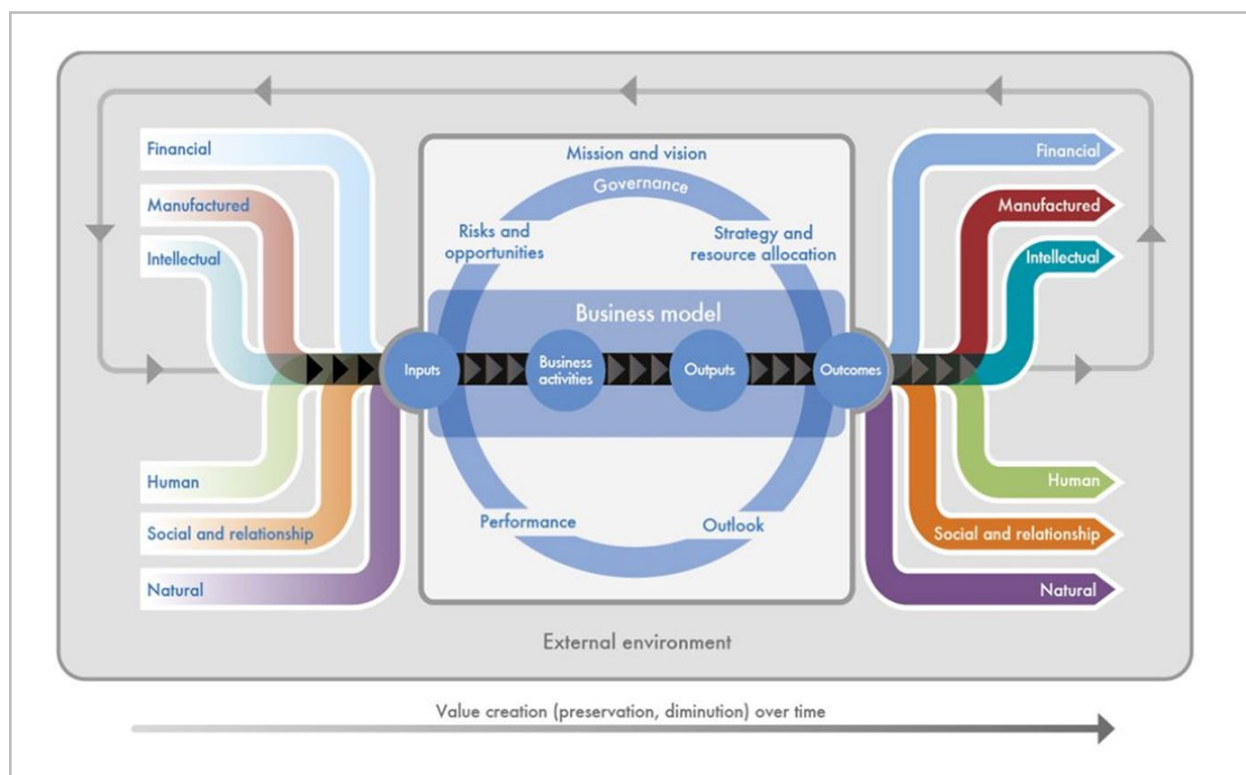 Financial
Manufactured
Intellectual
Human
Social and relationship
Natural
Mission and vision
Governance
Risks and
opportunities
Strategy and
resource allocation
Business model
Inputs
Business
activities
Outputs
Outcomes
Performance
Outlook
Financial
Manufactured
Intellectual
Human
Social and relationship
Natural
External environment
Value creation (preservation, diminution) over time